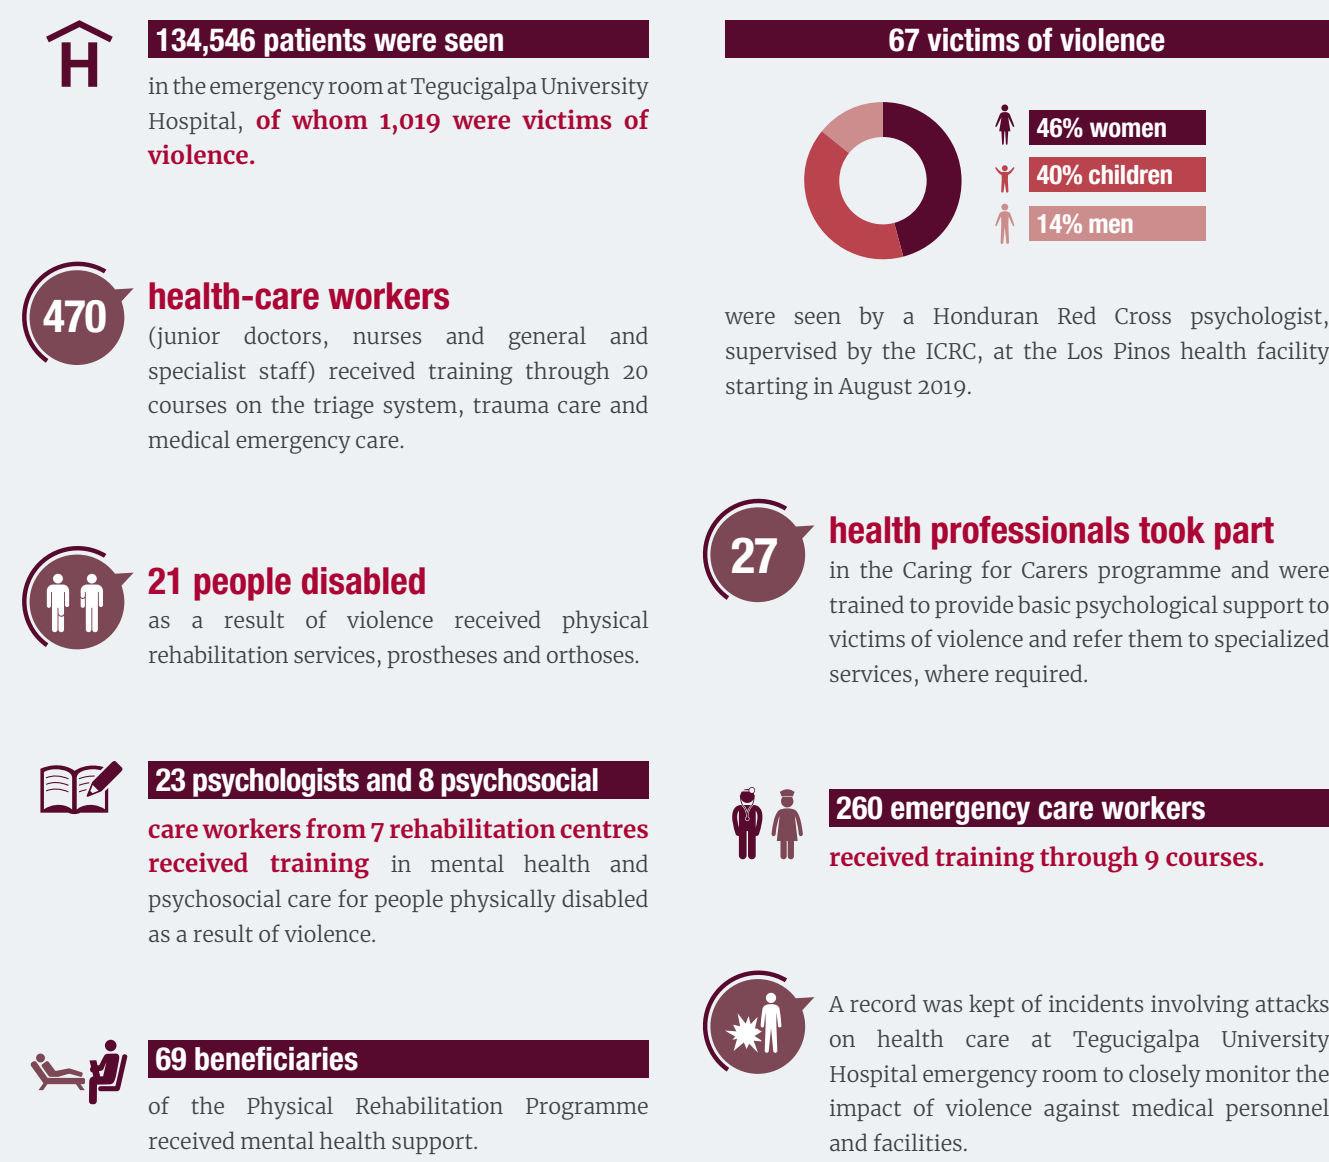 H
134,546 patients were seen
in the emergency room at Tegucigalpa University
Hospital, of whom 1,019 were victims of
violence.
470
health-care workers
(junior doctors, nurses and general and
specialist staff) received training through 20
courses on the triage system, trauma care and
medical emergency care.
21 people disabled
as a result of violence received physical
rehabilitation services, prostheses and orthoses.
23 psychologists and 8 psychosocial
care workers from 7 rehabilitation centres
received training in mental health and
psychosocial care for people physically disabled
as a result of violence.
69 beneficiaries
of the Physical Rehabilitation Programme
received mental health support.
67 victims of violence
46% women
40% children
14% men
were seen by a Honduran Red Cross psychologist,
supervised by the ICRC, at the Los Pinos health facility
starting in August 2019.
27
health professionals took part
in the Caring for Carers programme and were
trained to provide basic psychological support to
victims of violence and refer them to specialized
services, where required.
260 emergency care workers
received training through 9 courses.
A record was kept of incidents involving attacks
on health care at Tegucigalpa University
Hospital emergency room to closely monitor the
impact of violence against medical personnel
and facilities.